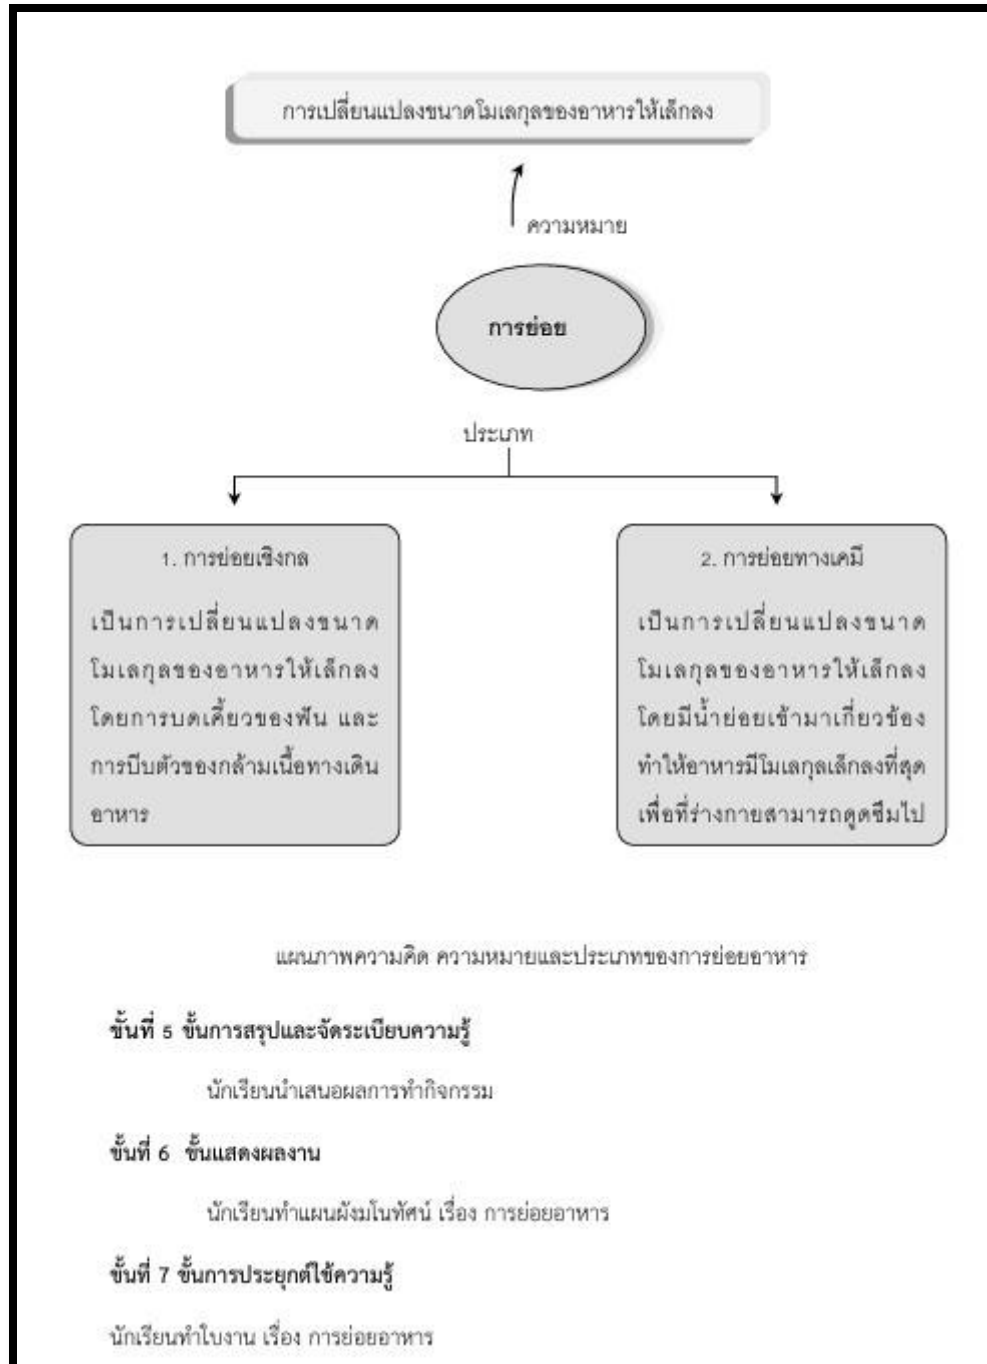 การเปลี่ยนแปลงขนาดโมเลกุลของอาหารให้เล็กลง
ความหมาย
การย่อย
ประเภท
1. การย่อยเชิงกล
เป็นการเปลี่ยนแปลงขนาด
โมเลกุลของอาหารให้เล็กลง
โดยการบดเคี้ยวของฟัน และ
การบีบตัวของกล้ามเนื้อทางเดิน
อาหาร
2. การย่อยทางเคมี
เป็นการเปลี่ยนแปลงขนาด
โมเลกุลของอาหารให้เล็กลง
โดยมีน้ำย่อยเข้ามาเกี่ยวข้อง
ทำให้อาหารมีโมเลกุลเล็กลงที่สุด
เพื่อที่ร่างกายสามารถดูดซึมไป
แผนภาพความคิด ความหมายและประเภทของการย่อยอาหาร
ขั้นที่ 5 ขั้นการสรุปและจัดระเบียบความรู้
นักเรียนนำเสนอผลการทำกิจกรรม
ขั้นที่ 6 ขั้นแสดงผลงาน
นักเรียนทำแผนผังมโนทัศน์ เรื่อง การย่อยอาหาร
ขั้นที่ 7 ขั้นการประยุกต์ใช้ความรู้
นักเรียนทำใบงาน เรื่อง การย่อยอาหาร